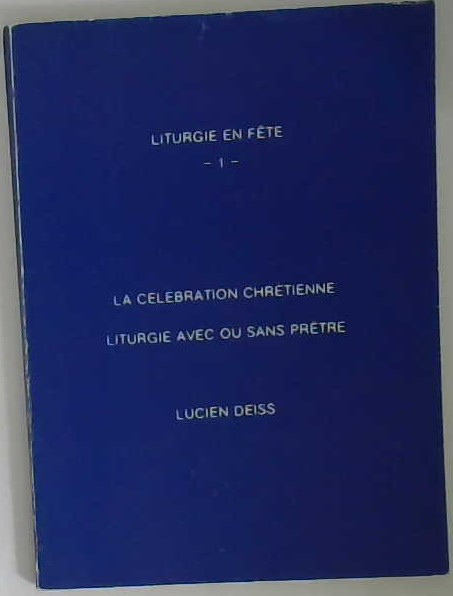 LITURGIE EN FÊTE
- 1 -
LA CELEBRATION CHRETIENNE
LITURGIE AVEC OU SANS PRÊTRE
LUCIEN DEISS